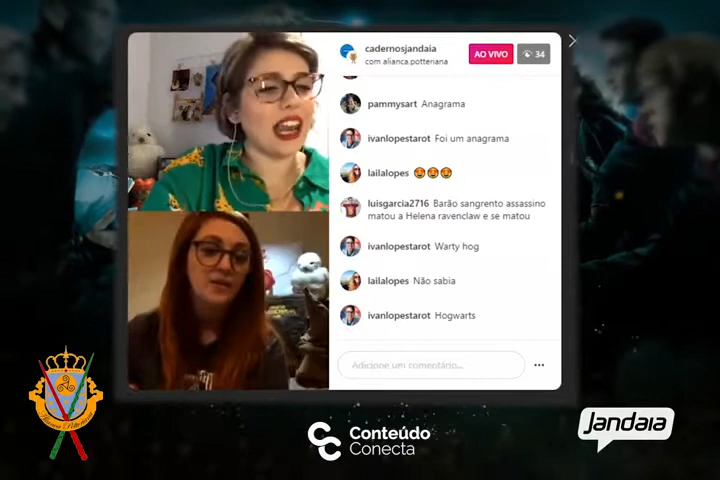 cadernosjandaia
com alianca.potteriana
AO VIVO
34
pammysart Anagrama
ivanlopestarot Foi um anagrama
lailalopes
luisgarcia2716 Barão sangrento assassino
matou a Helena ravenclaw e se matou
ivanlopestarot Warty hog
lailalopes Não sabia
ivanlopestarot Hogwarts
Adicione um comentário...
Conteúdo
Conecta
Jandaia